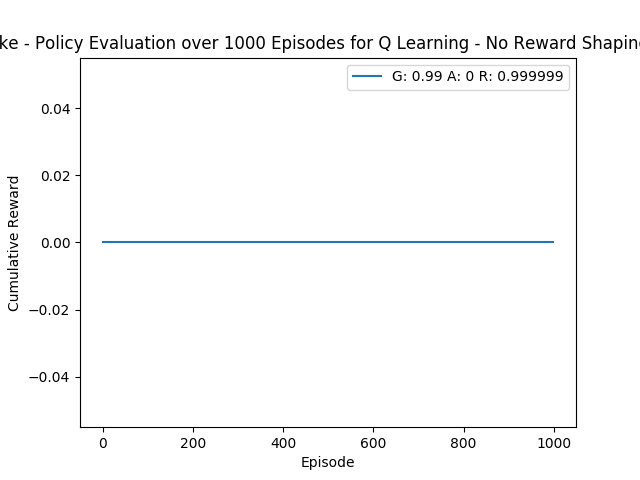 ke - Policy Evaluation over 1000 Episodes for Q Learning - No Reward Shaping
G: 0.99 A: 0 R: 0.999999
0.04
0.02
0.00
−0.02
−0.04
Cumulative Reward
0 200 400 600 800 1000
Episode